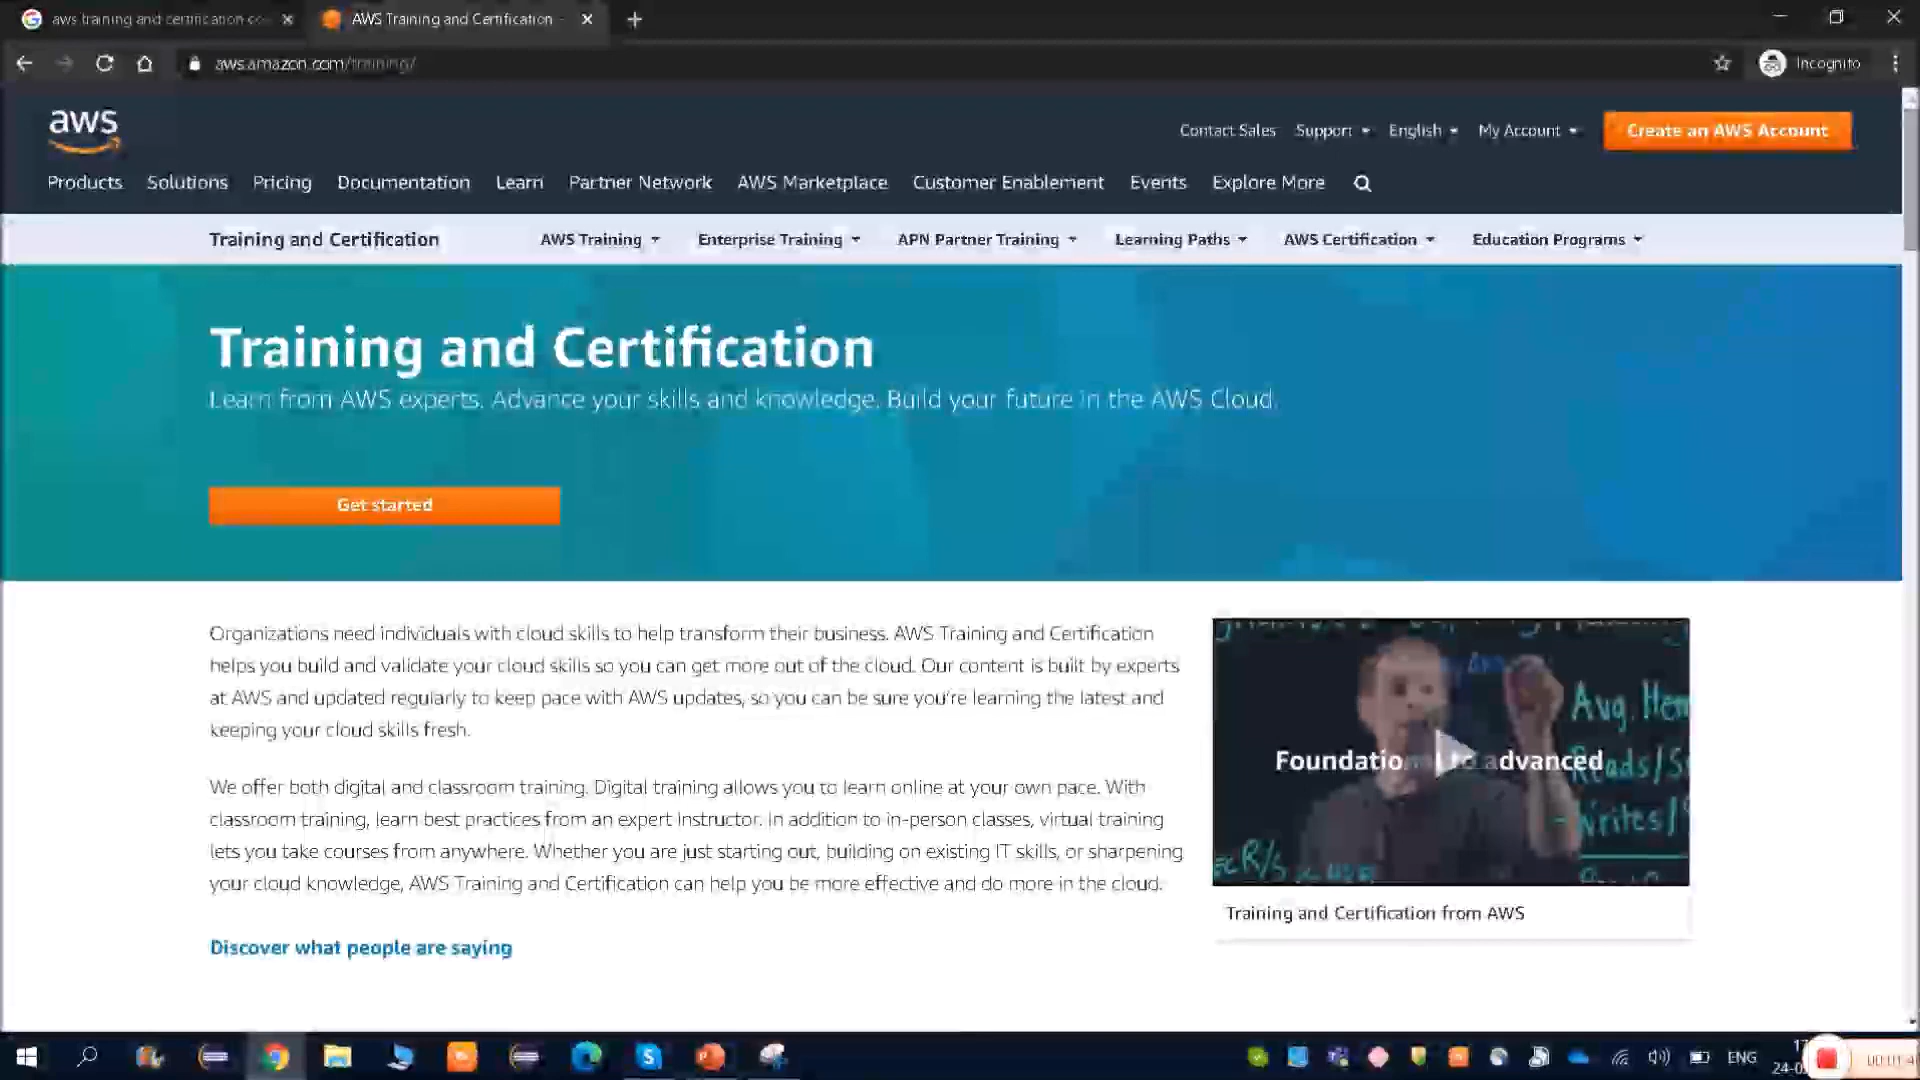 aws training and certification co
AWS Training and Certification -
aws.amazon.com/training/
Incognito
aws
Contact Sales Support English My Account Create an AWS Account
Products Solutions Pricing Documentation Learn Partner Network AWS Marketplace Customer Enablement Events Explore More
Training and Certification AWS Training Enterprise Training APN Partner Training Learning Paths AWS Certification Education Programs
Training and Certification
Learn from AWS experts. Advance your skills and knowledge. Build your future in the AWS Cloud.
Get started
Organizations need individuals with cloud skills to help transform their business. AWS Training and Certification
helps you build and validate your cloud skills so you can get more out of the cloud. Our content is built by experts
at AWS and updated regularly to keep pace with AWS updates, so you can be sure you're learning the latest and
keeping your cloud skills fresh.
We offer both digital and classroom training. Digital training allows you to learn online at your own pace. With
classroom training, learn best practices from an expert instructor. In addition to in-person classes, virtual training
lets you take courses from anywhere. Whether you are just starting out, building on existing IT skills, or sharpening
your cloud knowledge, AWS Training and Certification can help you be more effective and do more in the cloud.
Discover what people are saying
Avg. Hem
Foundatio to advanced
Reads/S
Writes/
Training and Certification from AWS
ENG
17
24-0